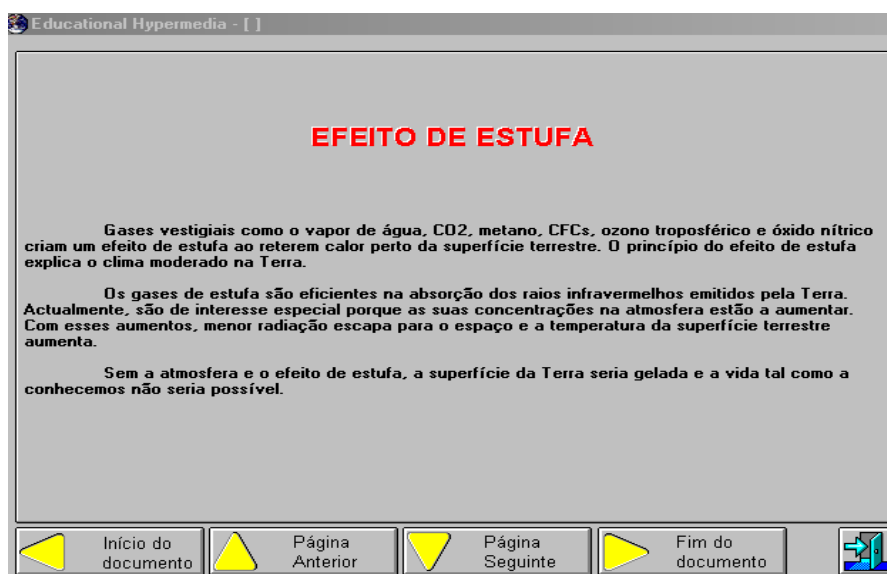 Educational Hypermedia - [ ]
EFEITO DE ESTUFA
Gases vestigiais como o vapor de água, CO2, metano, CFCs, ozono troposférico e óxido nítrico
criam um efeito de estufa ao reterem calor perto da superfície terrestre. O princípio do efeito de estufa
explica o clima moderado na Terra.
Os gases de estufa são eficientes na absorção dos raios infravermelhos emitidos pela Terra.
Actualmente, são de interesse especial porque as suas concentrações na atmosfera estão a aumentar.
Com esses aumentos, menor radiação escapa para o espaço e a temperatura da superfície terrestre
aumenta.
Sem a atmosfera e o efeito de estufa, a superfície da Terra seria gelada e a vida tal como a
conhecemos não seria possível.
Início do
documento
Página
Anterior
Página
Seguinte
Fim do
documento